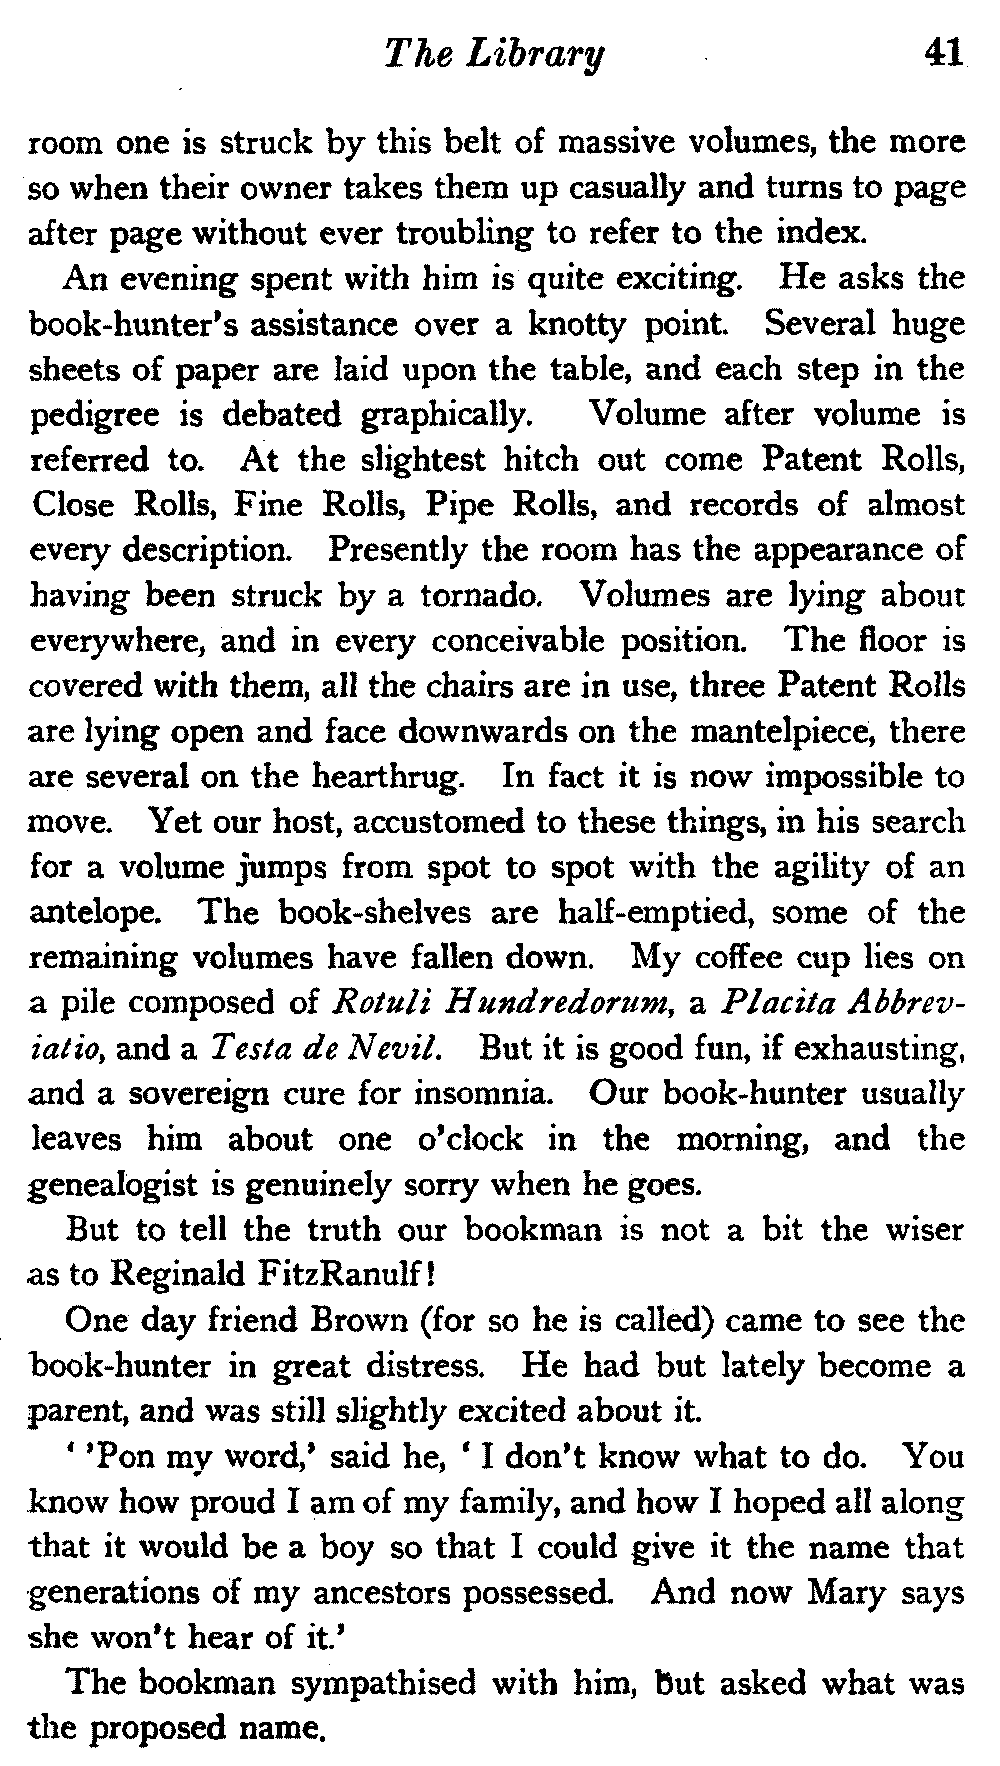 The Library 41
room one is struck by this belt of massive volumes, the more
so when their owner takes them up casually and turns to page
after page without ever troubling to refer to the index.
An evening spent with him is quite exciting. He asks the
book-hunter's assistance over a knotty point. Several huge
sheets of paper are laid upon the table, and each step in the
pedigree is debated graphically. Volume after volume is
referred to. At the slightest hitch out come Patent Rolls,
Close Rolls, Fine Rolls, Pipe Rolls, and records of almost
every description. Presently the room has the appearance of
having been struck by a tornado. Volumes are lying about
everywhere, and in every conceivable position. The floor is
covered with them, all the chairs are in use, three Patent Rolls
are lying open and face downwards on the mantelpiece, there
are several on the hearthrug. In fact it is now impossible to
move. Yet our host, accustomed to these things, in his search
for a volume jumps from spot to spot with the agility of an
antelope. The book-shelves are half-emptied, some of the
remaining volumes have fallen down. My coffee cup lies on
a pile composed of Rotuli Hundredorum, a Placita Abbrev-
iatio, and a Testa de Nevil. But it is good fun, if exhausting,
and a sovereign cure for insomnia. Our book-hunter usually
leaves him about one o'clock in the morning, and the
genealogist is genuinely sorry when he goes.
But to tell the truth our bookman is not a bit the wiser
as to Reginald FitzRanulf!
One day friend Brown (for so he is called) came to see the
book-hunter in great distress. He had but lately become a
parent, and was still slightly excited about it.
‘ ’Pon my word,’ said he, ‘ I don't know what to do. You
know how proud I am of my family, and how I hoped all along
that it would be a boy so that I could give it the name that
generations of my ancestors possessed. And now Mary says
she won't hear of it.’
The bookman sympathised with him, but asked what was
the proposed name.